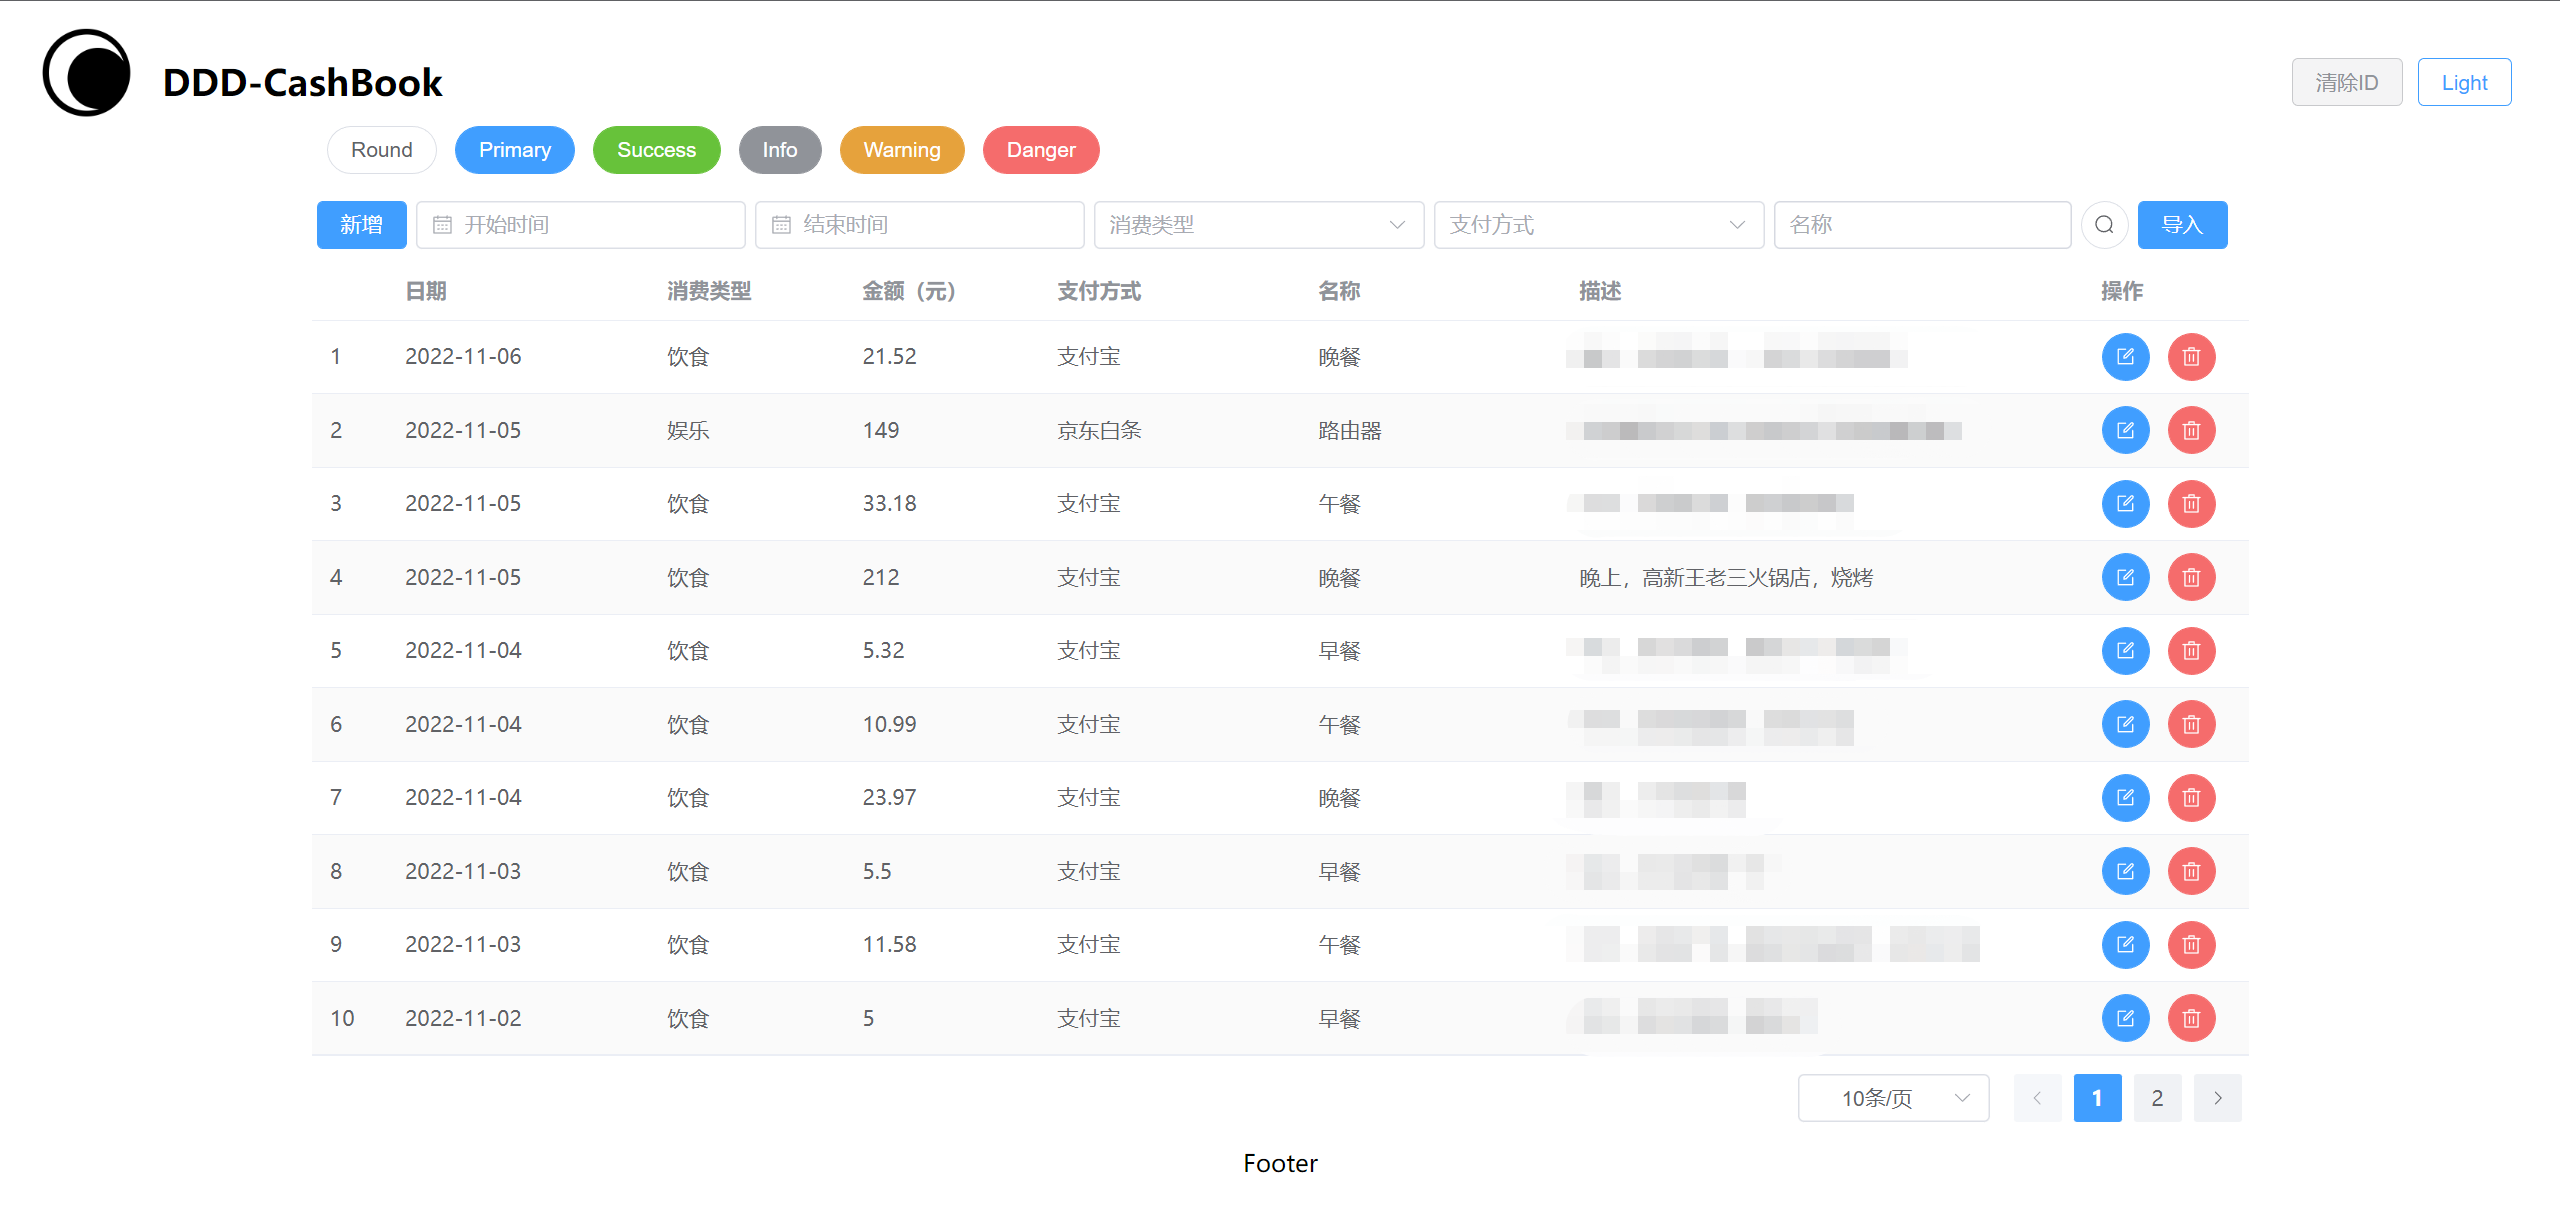 DDD-CashBook
清除ID Light
Round Primary Success Info Warning Danger
新增 开始时间 结束时间 消费类型 支付方式 名称 导入
日期 消费类型 金额（元） 支付方式 名称 描述 操作
1 2022-11-06 饮食 21.52 支付宝 晚餐
2 2022-11-05 娱乐 149 京东白条 路由器
3 2022-11-05 饮食 33.18 支付宝 午餐
4 2022-11-05 饮食 212 支付宝 晚餐 晚上，高新王老三火锅店，烧烤
5 2022-11-04 饮食 5.32 支付宝 早餐
6 2022-11-04 饮食 10.99 支付宝 午餐
7 2022-11-04 饮食 23.97 支付宝 晚餐
8 2022-11-03 饮食 5.5 支付宝 早餐
9 2022-11-03 饮食 11.58 支付宝 午餐
10 2022-11-02 饮食 5 支付宝 早餐
10条/页 1 2
Footer